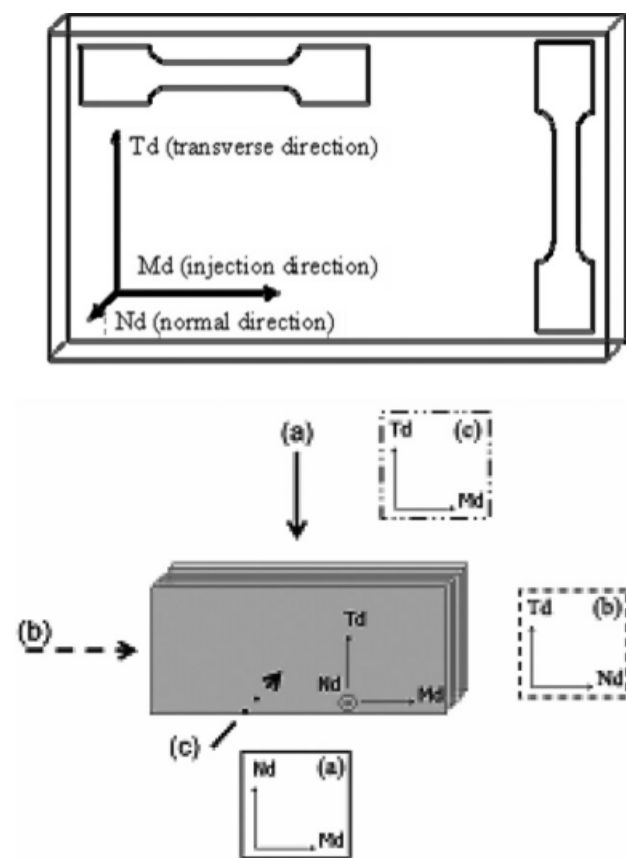 Td (transverse direction)
Md (injection direction)
Nd (normal direction)
(a)
Td (c)
Md
(b)
Td
Nd
Md
Td (b)
Nd
(c)
Nd (a)
Md